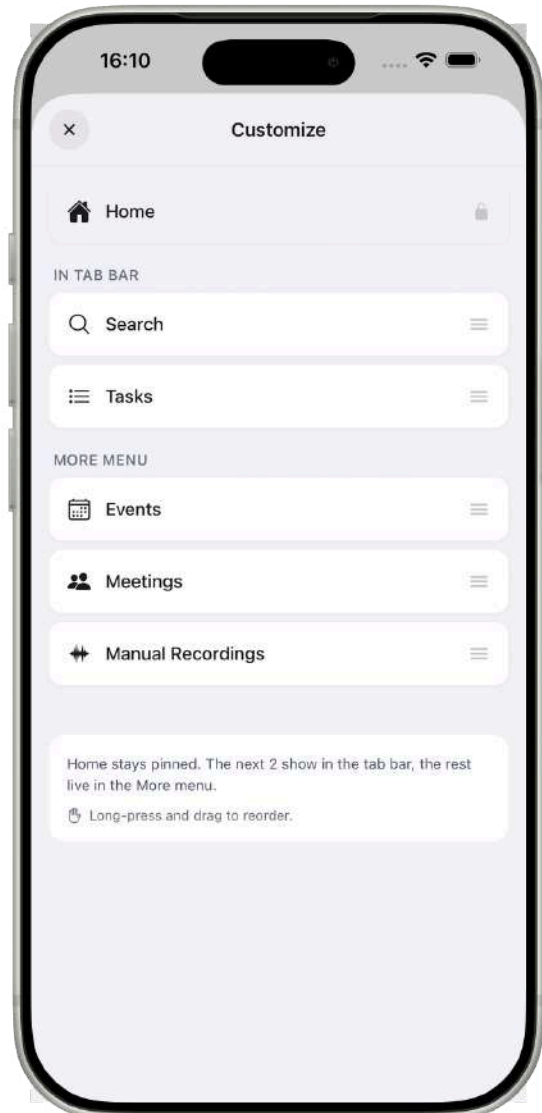 16:10
Customize
Home
IN TAB BAR
Search
Tasks
MORE MENU
Events
Meetings
Manual Recordings
Home stays pinned. The next 2 show in the tab bar, the rest
live in the More menu.
Long-press and drag to reorder.